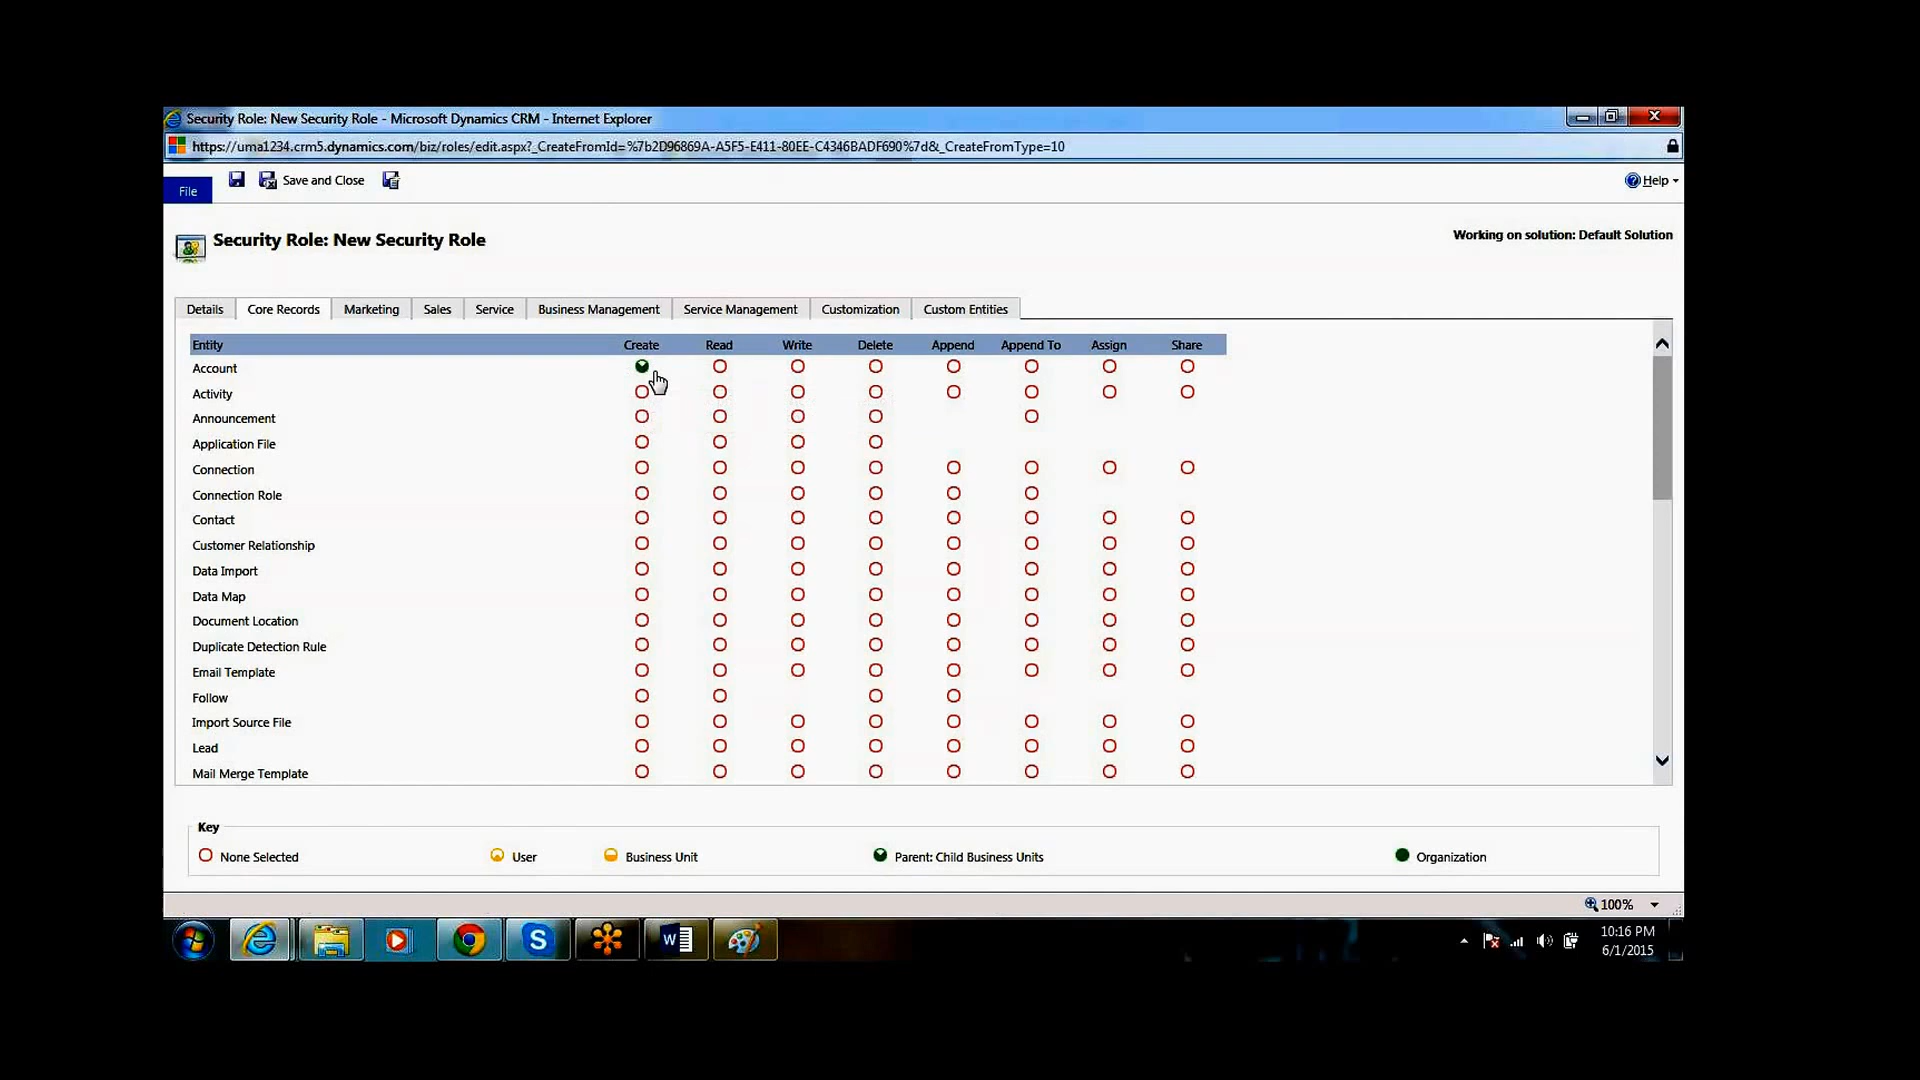 Security Role: New Security Role - Microsoft Dynamics CRM - Internet Explorer
https://uma1234.crm5.dynamics.com/biz/roles/edit.aspx?_CreateFromId=%7b2D96869A-A5F5-E411-80EE-C4346BADF690%7d&_CreateFromType=10
File Save and Close Help
Security Role: New Security Role
Working on solution: Default Solution
Details Core Records Marketing Sales Service Business Management Service Management Customization Custom Entities
Entity Create Read Write Delete Append Append To Assign Share
Account
Activity
Announcement
Application File
Connection
Connection Role
Contact
Customer Relationship
Data Import
Data Map
Document Location
Duplicate Detection Rule
Email Template
Follow
Import Source File
Lead
Mail Merge Template
Key
None Selected User Business Unit Parent: Child Business Units Organization
100%
10:16 PM
6/1/2015